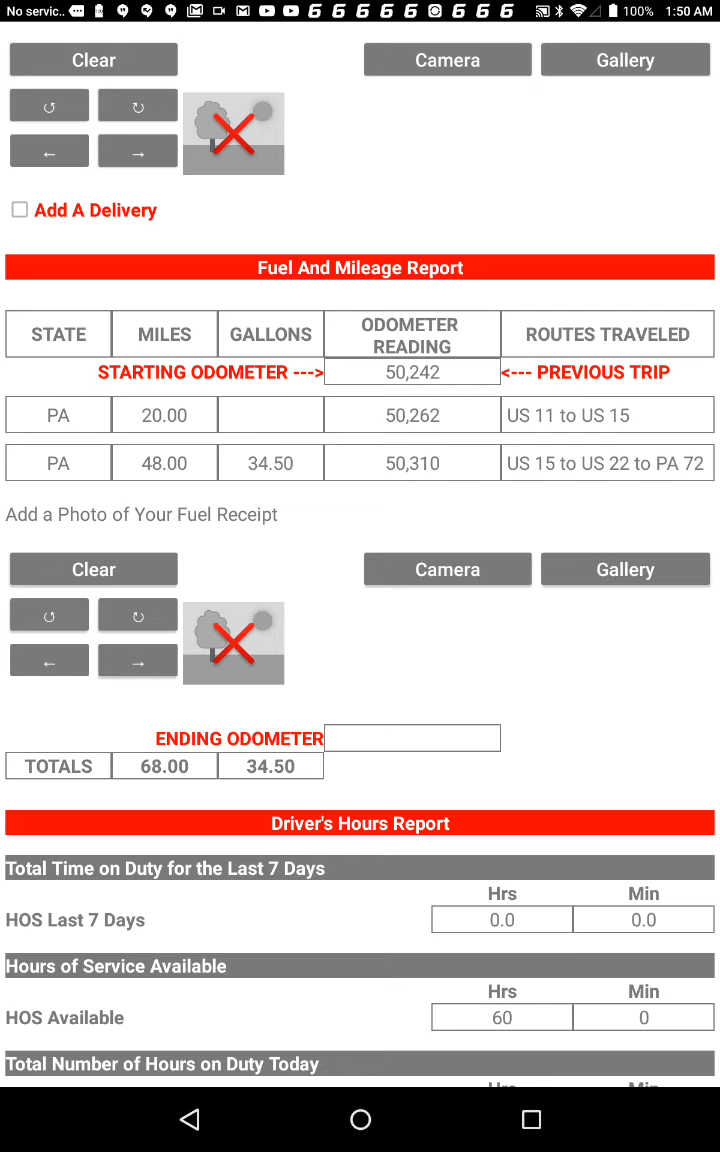 No servic.. 100% 1:50 AM
Clear Camera Gallery
↺ ↻
← →
Add A Delivery
Fuel And Mileage Report
STATE MILES GALLONS ODOMETER READING ROUTES TRAVELED
STARTING ODOMETER ---> 50,242 <--- PREVIOUS TRIP
PA 20.00 50,262 US 11 to US 15
PA 48.00 34.50 50,310 US 15 to US 22 to PA 72
Add a Photo of Your Fuel Receipt
Clear Camera Gallery
↺ ↻
← →
ENDING ODOMETER
TOTALS 68.00 34.50
Driver's Hours Report
Total Time on Duty for the Last 7 Days
Hrs Min
HOS Last 7 Days 0.0 0.0
Hours of Service Available
Hrs Min
HOS Available 60 0
Total Number of Hours on Duty Today